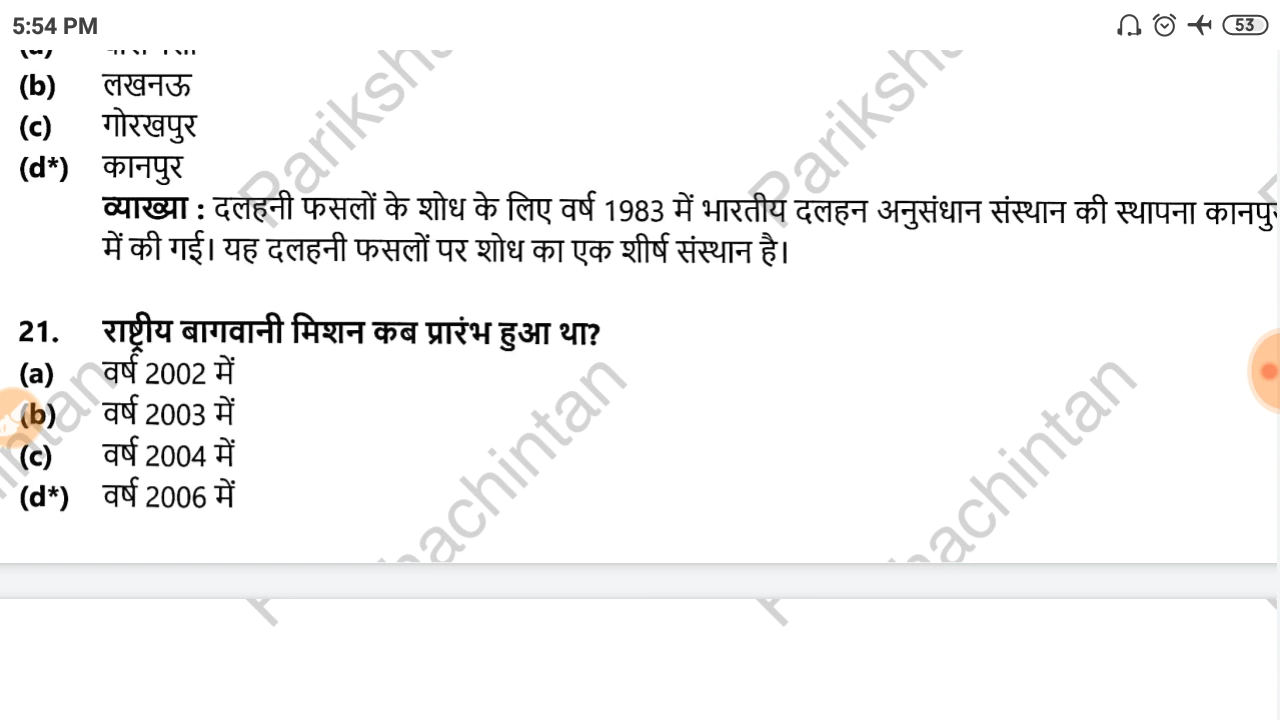 5:54 PM
53
(b) लखनऊ
(c) गोरखपुर
(d*) कानपुर
व्याख्या : दलहनी फसलों के शोध के लिए वर्ष 1983 में भारतीय दलहन अनुसंधान संस्थान की स्थापना
में की गई। यह दलहनी फसलों पर शोध का एक शीर्ष संस्थान है।
21. राष्ट्रीय बागवानी मिशन कब प्रारंभ हुआ था?
(a) वर्ष 2002 में
(b) वर्ष 2003 में
(c) वर्ष 2004 में
(d*) वर्ष 2006 में